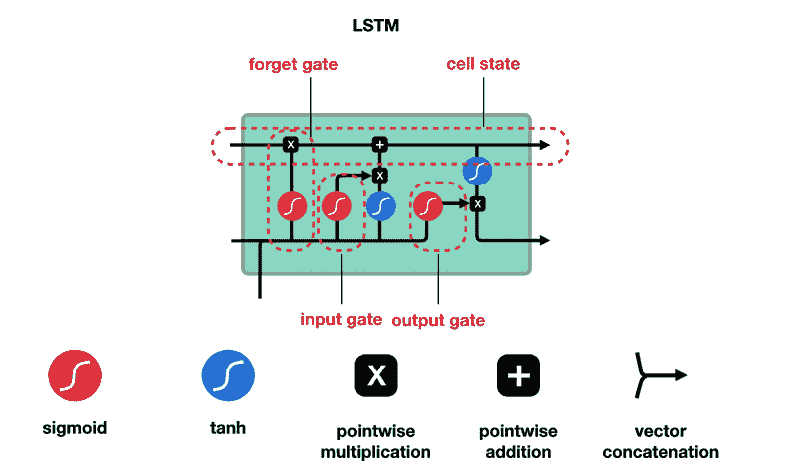 LSTM
forget gate
cell state
X
+
X
X
input gate
output gate
X
+
sigmoid
tanh
pointwise
multiplication
pointwise
addition
vector
concatenation